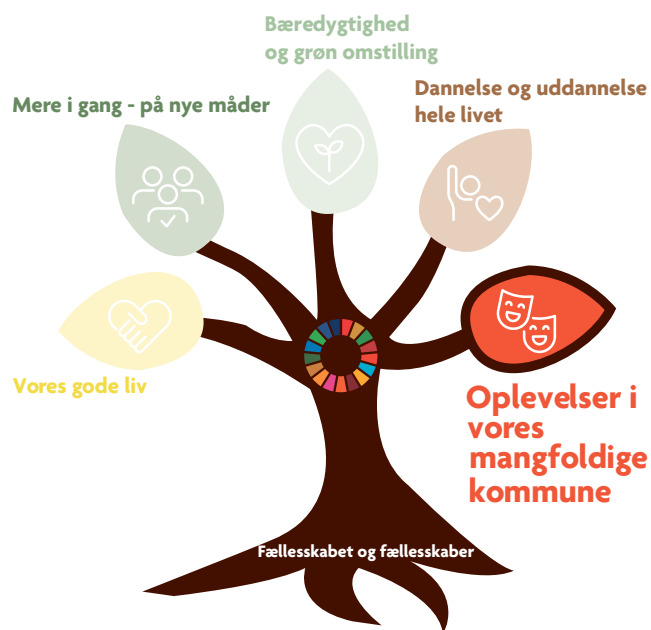 Bæredygtighed
og grøn omstilling
Mere i gang - på nye måder
Dannelse og uddannelse
hele livet
Vores gode liv
Oplevelser i
vores
mangfoldige
kommune
Fællesskabet og fællesskaber